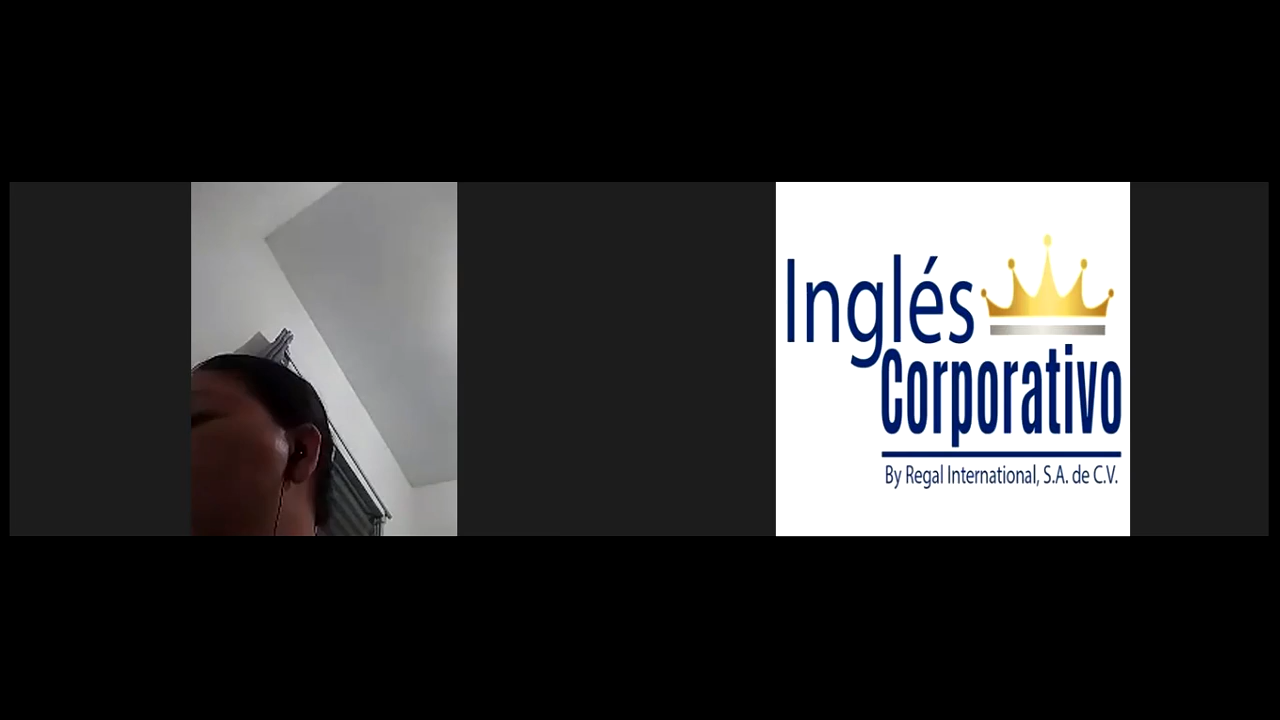 Inglés
Corporativo
By Regal International, S.A. de C.V.